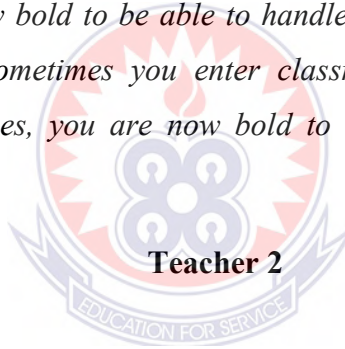 bold to be able to handle
ometimes you enter class
es, you are now bold to
Teacher 2
EDUCATION FOR SERVICE